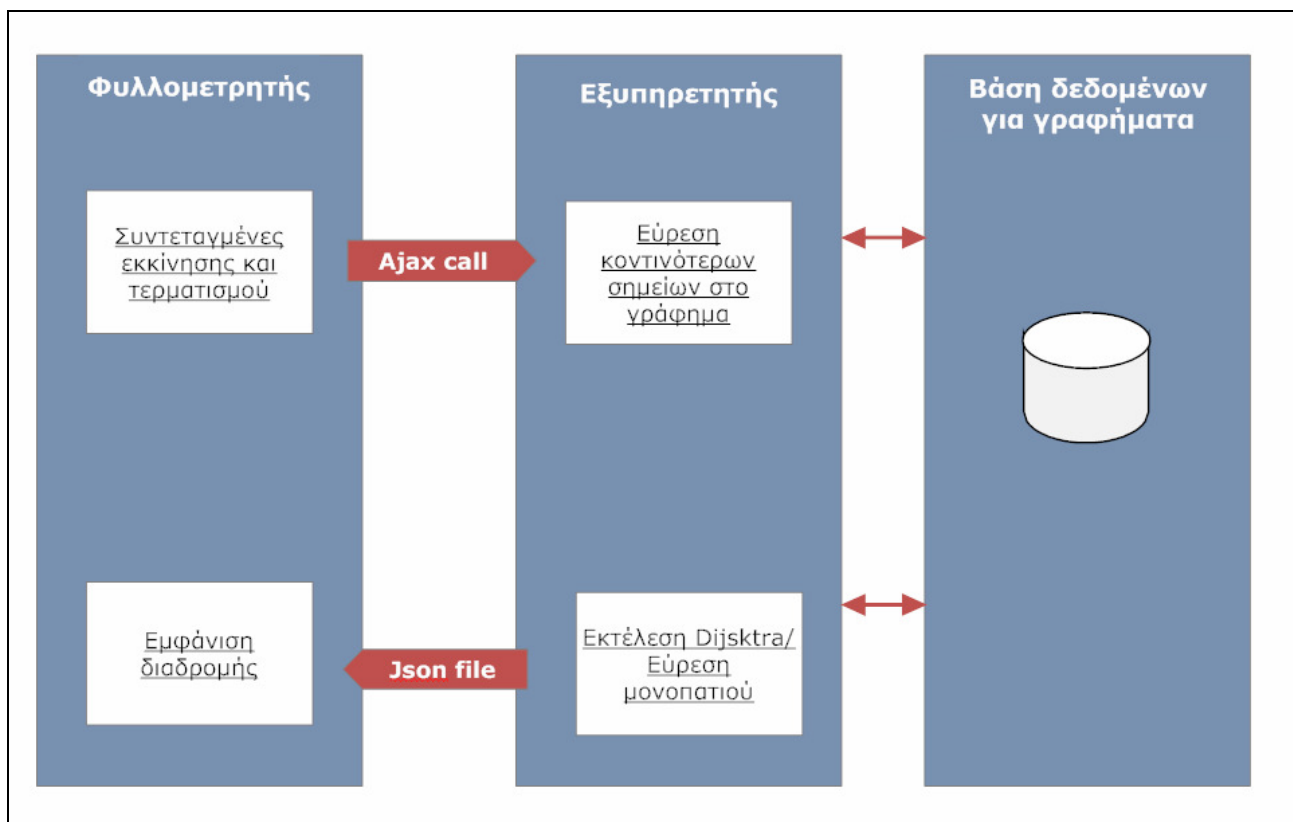 Φυλλομετρητής
Συντεταγμένες
εκκίνησης και
τερματισμού
Εμφάνιση
διαδρομής
Ajax call
Json file
Εξυπηρετητής
Εύρεση
κοντινότερων
σημείων στο
γράφημα
Εκτέλεση Dijsktra/
Εύρεση
μονοπατιού
Βάση δεδομένων
για γραφήματα